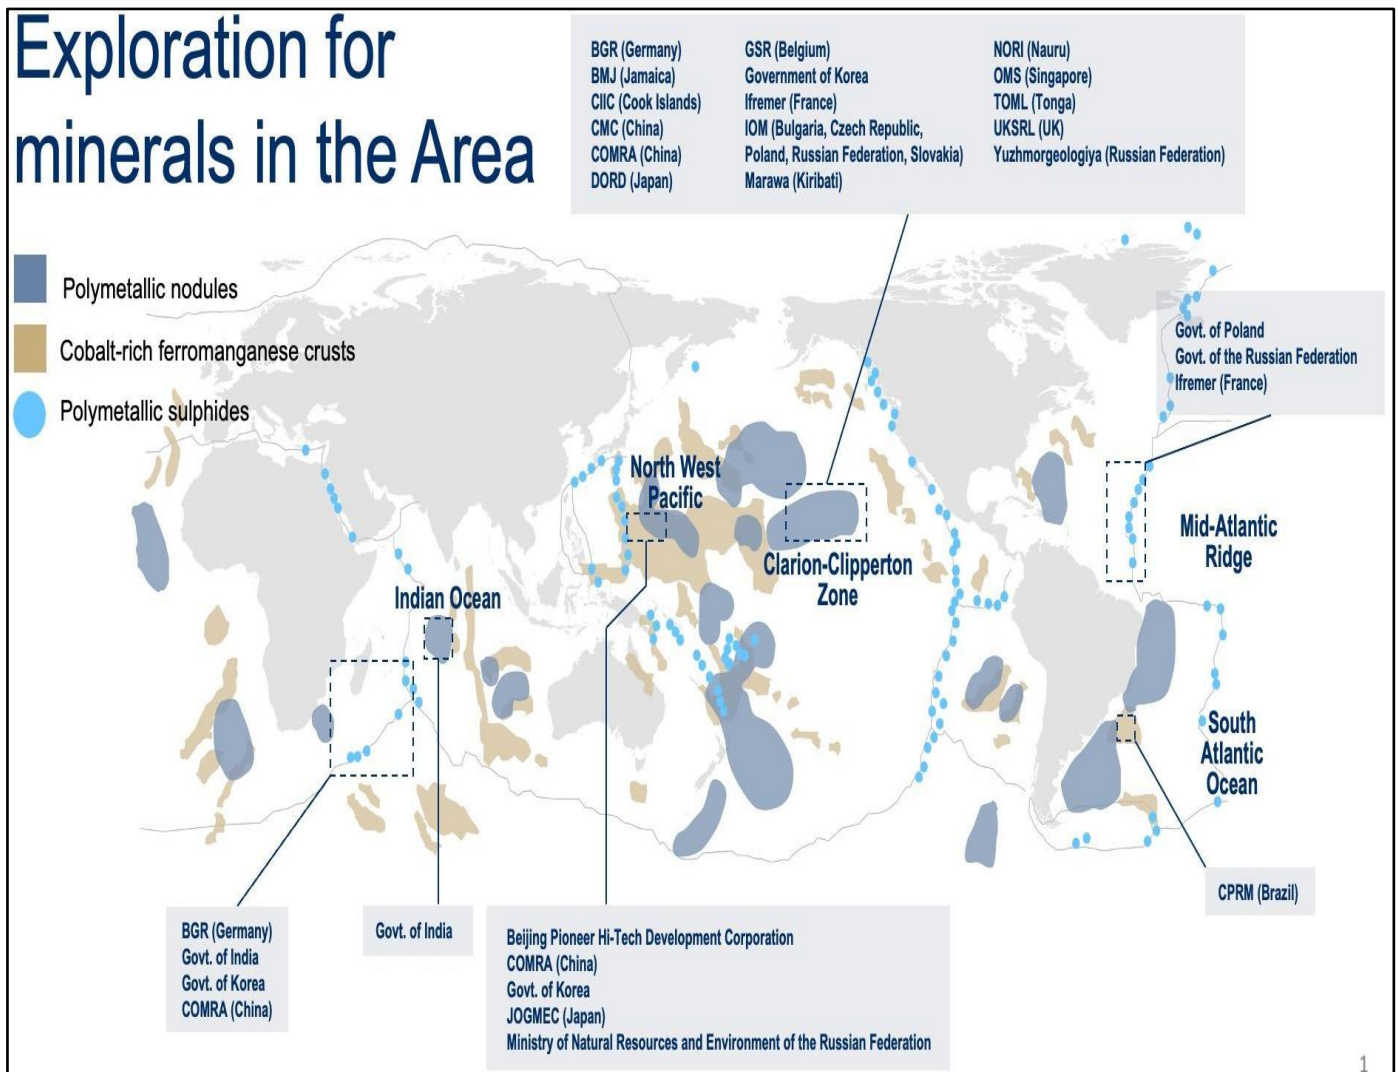 Exploration for
minerals in the Area
BGR (Germany)
BMJ (Jamaica)
CIIC (Cook Islands)
CMC (China)
COMRA (China)
DORD (Japan)
GSR (Belgium)
Government of Korea
Ifremer (France)
IOM (Bulgaria, Czech Republic,
Poland, Russian Federation, Slovakia)
Marawa (Kiribati)
NORI (Nauru)
OMS (Singapore)
TOML (Tonga)
UKSRL (UK)
Yuzhmorgeologiya (Russian Federation)
Polymetallic nodules
Cobalt-rich ferromanganese crusts
Polymetallic sulphides
Govt. of Poland
Govt. of the Russian Federation
Ifremer (France)
North West
Pacific
Clarion-Clipperton
Zone
Mid-Atlantic
Ridge
Indian Ocean
South
Atlantic
Ocean
CPRM (Brazil)
BGR (Germany)
Govt. of India
Govt. of Korea
COMRA (China)
Govt. of India
Beijing Pioneer Hi-Tech Development Corporation
COMRA (China)
Govt. of Korea
JOGMEC (Japan)
Ministry of Natural Resources and Environment of the Russian Federation
1